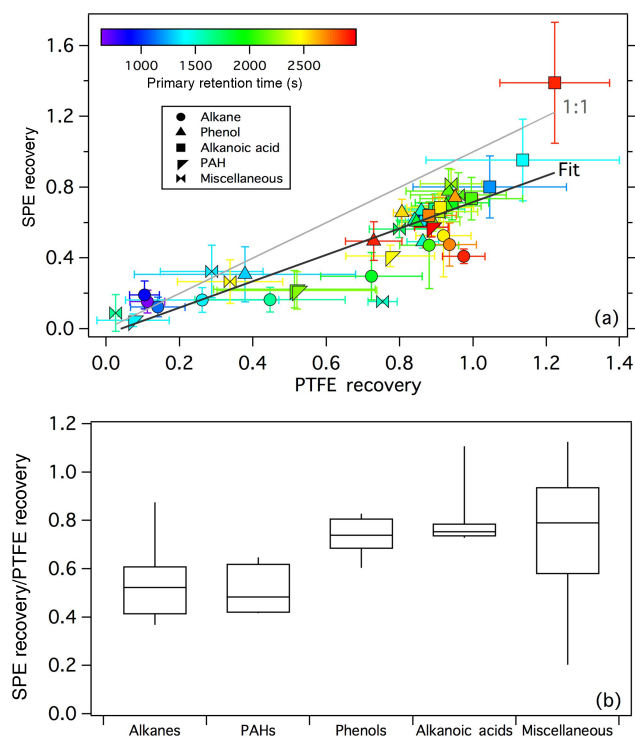 1000 1500 2000 2500
Primary retention time (s)
Alkane
Phenol
Alkanoic acid
PAH
Miscellaneous
1:1
Fit
(a)
1.6
1.2
0.8
0.4
0.0
SPE recovery
0.0 0.2 0.4 0.6 0.8 1.0 1.2 1.4
PTFE recovery
1.2
1.0
0.8
0.6
0.4
0.2
0.0
SPE recovery/PTFE recovery
(b)
Alkanes PAHs Phenols Alkanoic acids Miscellaneous